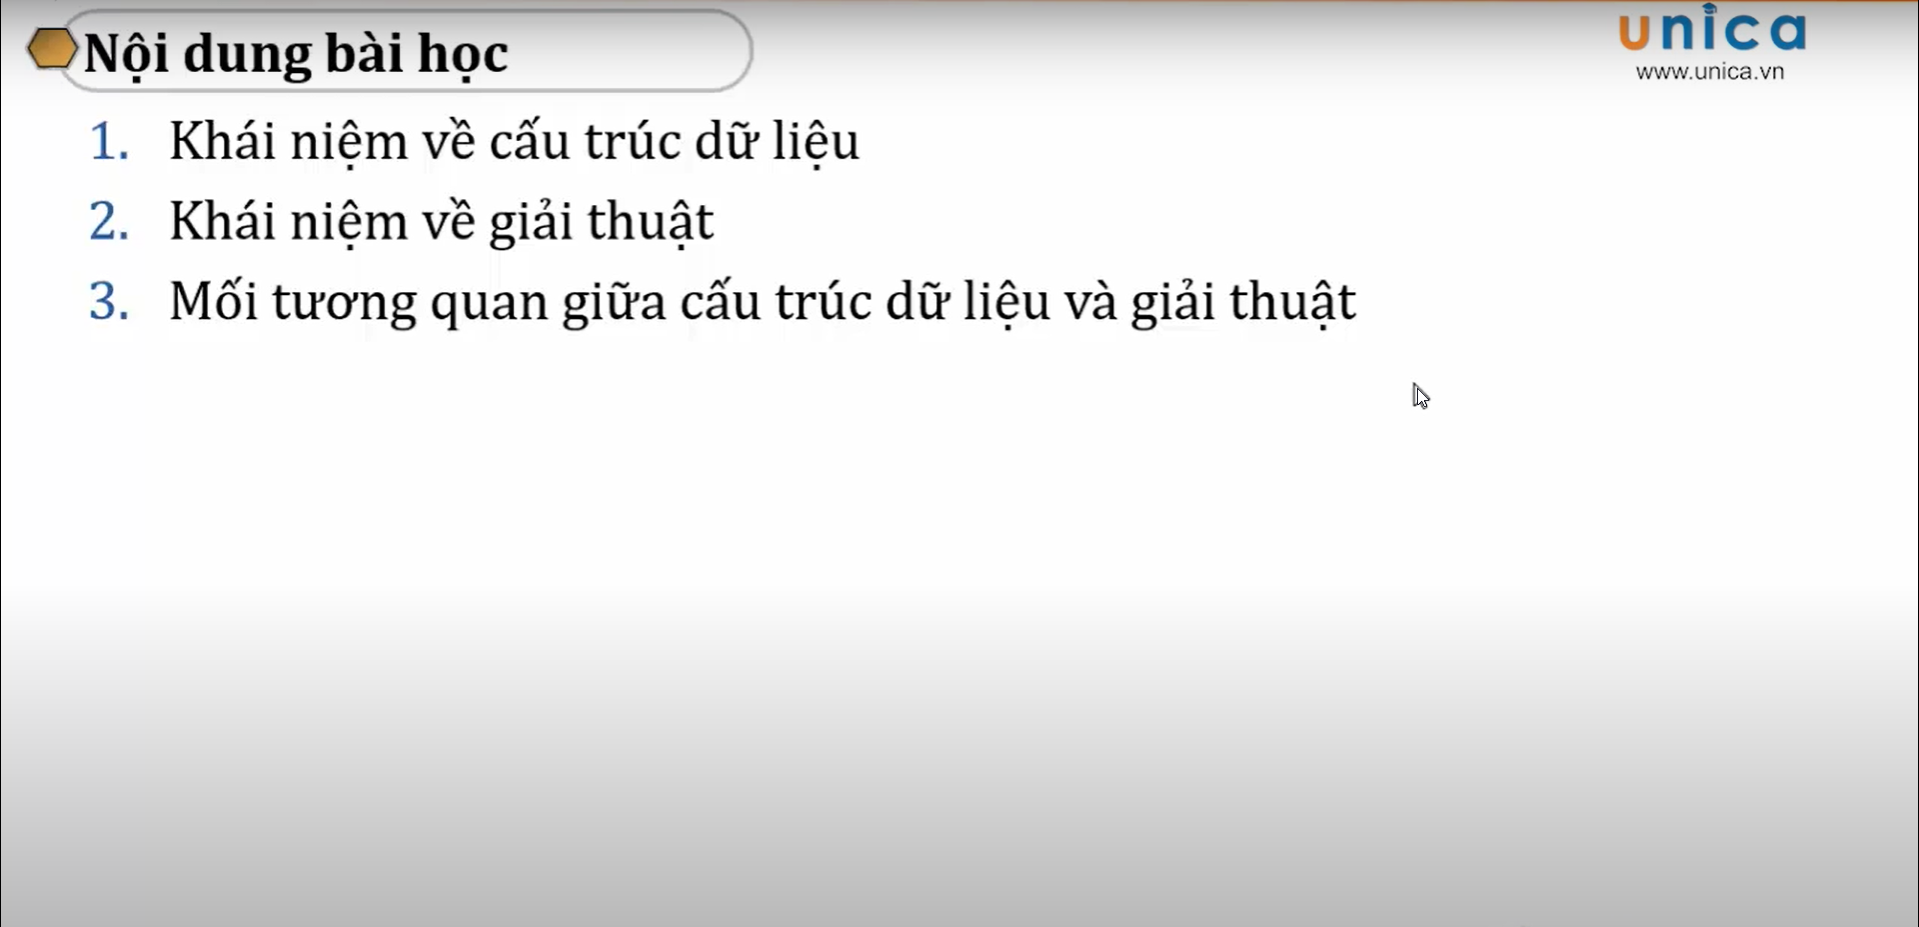 Nội dung bài học
unica
www.unica.vn
1. Khái niệm về cấu trúc dữ liệu
2. Khái niệm về giải thuật
3. Mối tương quan giữa cấu trúc dữ liệu và giải thuật